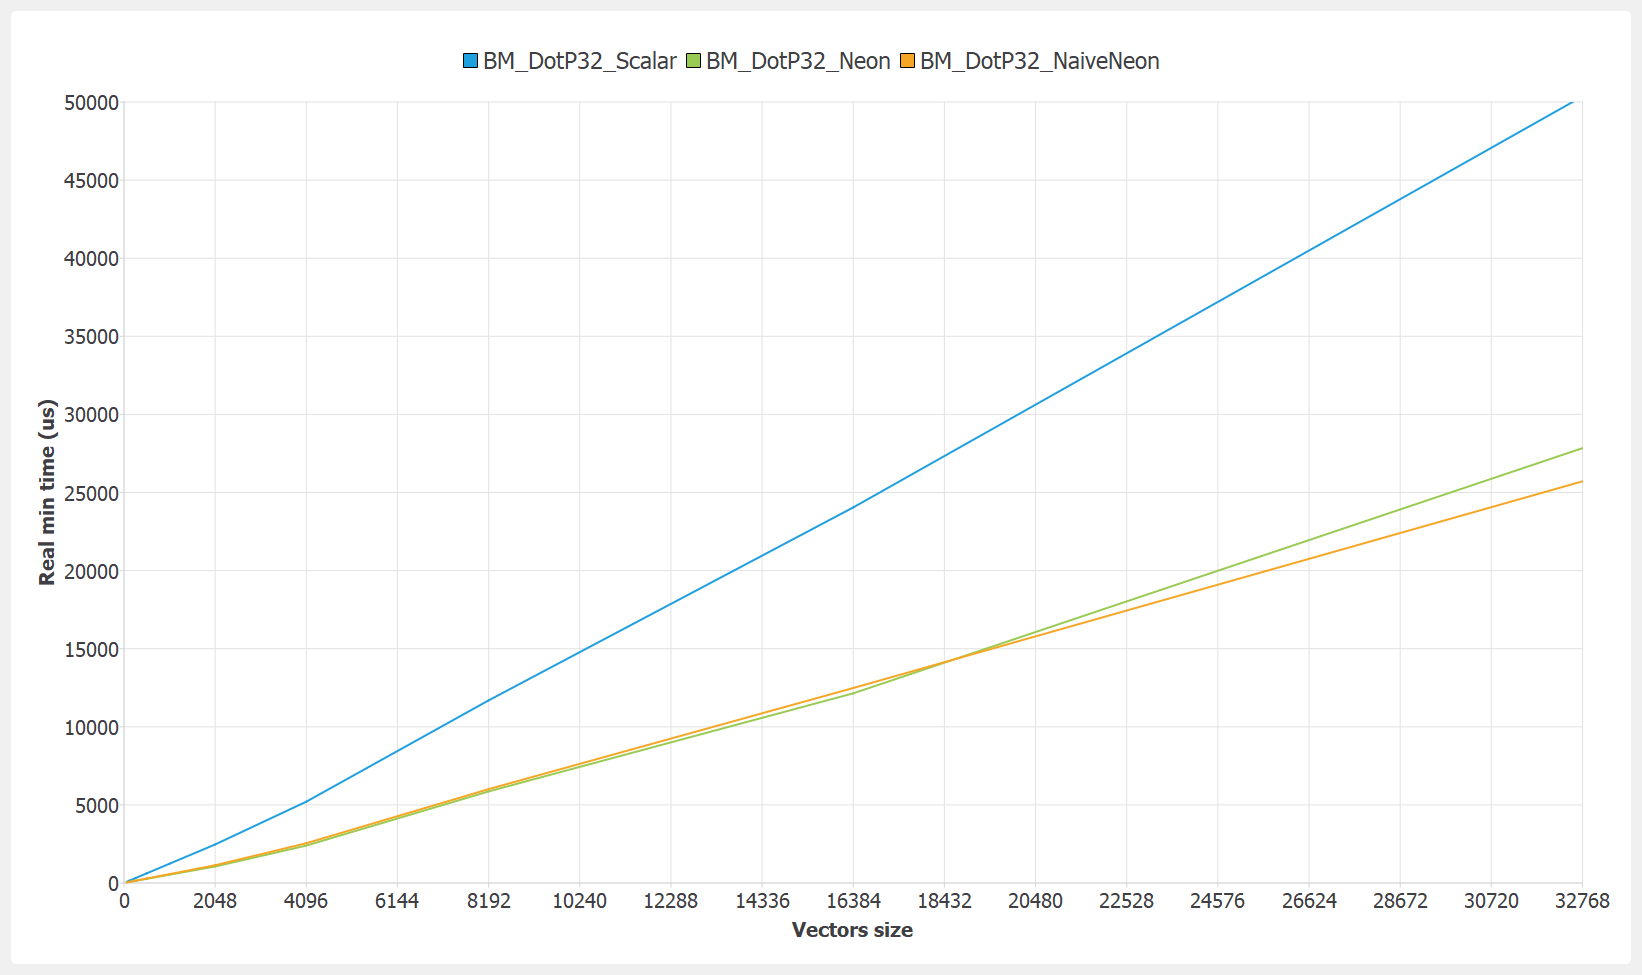 BM_DotP32_Scalar BM_DotP32_Neon BM_DotP32_NaiveNeon
50000
45000
40000
35000
30000
25000
20000
15000
10000
5000
0
Real min time (us)
0 2048 4096 6144 8192 10240 12288 14336 16384 18432 20480 22528 24576 26624 28672 30720 32768
Vectors size